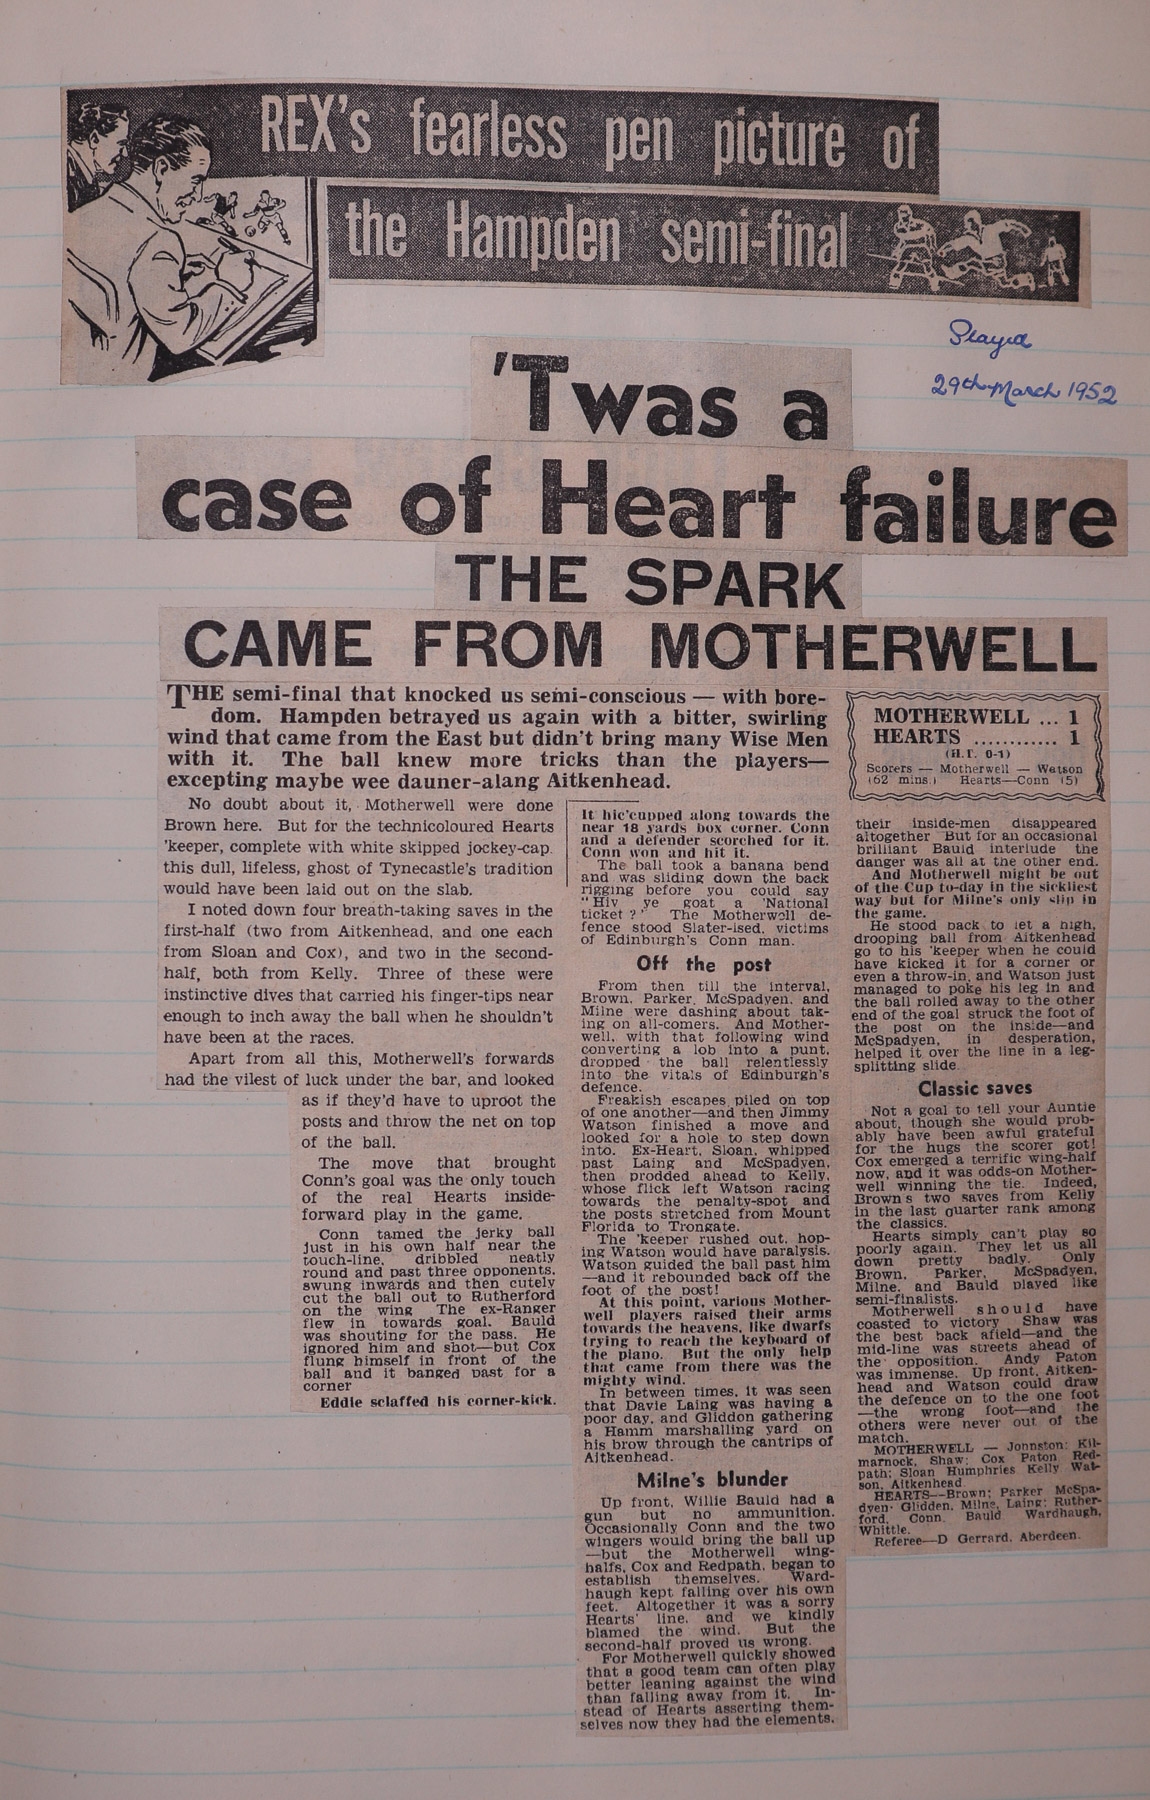 REX's fearless pen picture of
the Hampden semi-final
Played
29th March 1952
'Twas a
case of Heart failure
THE SPARK
CAME FROM MOTHERWELL
THE semi-final that knocked us semi-conscious — with bore-
dom. Hampden betrayed us again with a bitter, swirling
wind that came from the East but didn't bring many Wise Men
with it. The ball knew more tricks than the players—
excepting maybe wee dauner-alang Aitkenhead.
MOTHERWELL ... 1
HEARTS ............ 1
(H.T. 0-1)
Scorers — Motherwell — Watson
(62 mins.) Hearts—Conn (5)
No doubt about it, Motherwell were done
Brown here. But for the technicoloured Hearts
'keeper, complete with white skipped jockey-cap.
this dull, lifeless, ghost of Tynecastle's tradition
would have been laid out on the slab.
I noted down four breath-taking saves in the
first-half (two from Aitkenhead, and one each
from Sloan and Cox), and two in the second-
half, both from Kelly. Three of these were
instinctive dives that carried his finger-tips near
enough to inch away the ball when he shouldn't
have been at the races.
Apart from all this, Motherwell's forwards
had the vilest of luck under the bar, and looked
as if they'd have to uproot the
posts and throw the net on top
of the ball.
The move that brought
Conn's goal was the only touch
of the real Hearts inside-
forward play in the game.
Conn tamed the jerky ball
just in his own half near the
touch-line, dribbled neatly
round and past three opponents,
swung inwards and then cutely
cut the ball out to Rutherford
on the wing The ex-Ranger
flew in towards goal. Bauld
was shouting for the pass. He
ignored him and shot—but Cox
flung himself in front of the
ball and it banged past for a
corner
Eddie sclaffed his corner-kick.
It hic'cupped along towards the
near 18 yards box corner. Conn
and a defender scorched for it.
Conn won and hit it.
The ball took a banana bend
and was sliding down the back
rigging before you could say
"Hiv ye goat a 'National
ticket?" The Motherwell de-
fence stood Slater-ised, victims
of Edinburgh's Conn man.
Off the post
From then till the interval,
Brown, Parker, McSpadyen, and
Milne were dashing about tak-
ing on all-comers. And Mother-
well, with that following wind
converting a lob into a punt,
dropped the ball relentlessly
into the vitals of Edinburgh's
defence.
Freakish escapes piled on top
of one another—and then Jimmy
Watson finished a move and
looked for a hole to step down
into. Ex-Heart, Sloan, whipped
past Laing and McSpadyen,
then prodded ahead to Kelly,
whose flick left Watson racing
towards the penalty-spot and
the posts stretched from Mount
Florida to Trongate.
The 'keeper rushed out, hop-
ing Watson would have paralysis.
Watson guided the ball past him
—and it rebounded back off the
foot of the post!
At this point, various Mother-
well players raised their arms
towards the heavens, like dwarfs
trying to reach the keyboard of
the piano. But the only help
that came from there was the
mighty wind.
In between times, it was seen
that Davie Laing was having a
poor day, and Gliddon gathering
a Hamm marshalling yard on
his brow through the cantrips of
Aitkenhead.
Milne's blunder
Up front, Willie Bauld had a
gun but no ammunition.
Occasionally Conn and the two
wingers would bring the ball up
—but the Motherwell wing-
halfs, Cox and Redpath, began to
establish themselves. Ward-
haugh kept falling over his own
feet. Altogether it was a sorry
Hearts' line, and we kindly
blamed the wind. But the
second-half proved us wrong.
For Motherwell quickly showed
that a good team can often play
better leaning against the wind
than falling away from it. In-
stead of Hearts asserting them-
selves now they had the elements,
their inside-men disappeared
altogether But for an occasional
brilliant Bauld interlude the
danger was all at the other end.
And Motherwell might be out
of the Cup to-day in the sickliest
way but for Milne's only slip in
the game.
He stood back to let a high,
drooping ball from Aitkenhead
go to his 'keeper when he could
have kicked it for a corner or
even a throw-in, and Watson just
managed to poke his leg in and
the ball rolled away to the other
end of the goal struck the foot of
the post on the inside—and
McSpadyen, in desperation,
helped it over the line in a leg-
splitting slide.
Classic saves
Not a goal to tell your Auntie
about, though she would prob-
ably have been awful grateful
for the hugs the scorer got!
Cox emerged a terrific wing-half
now, and it was odds-on Mother-
well winning the tie. Indeed,
Brown's two saves from Kelly
in the last quarter rank among
the classics.
Hearts simply can't play so
poorly again. They let us all
down pretty badly. Only
Brown, Parker, McSpadyen,
Milne, and Bauld played like
semi-finalists.
Motherwell should have
coasted to victory Shaw was
the best back afield—and the
mid-line was streets ahead of
the opposition. Andy Paton
was immense. Up front, Aitken-
head and Watson could draw
the defence on to the one foot
—the wrong foot—and the
others were never out of the
match.
MOTHERWELL — Johnston; Kil-
marnock, Shaw; Cox Paton Red-
path; Sloan Humphries Kelly Wat-
son, Aitkenhead
HEARTS—Brown; Parker McSpa-
dyen; Glidden, Milne, Laing; Ruther-
ford, Conn, Bauld Wardhaugh,
Whittle.
Referee—D Gerrard, Aberdeen.